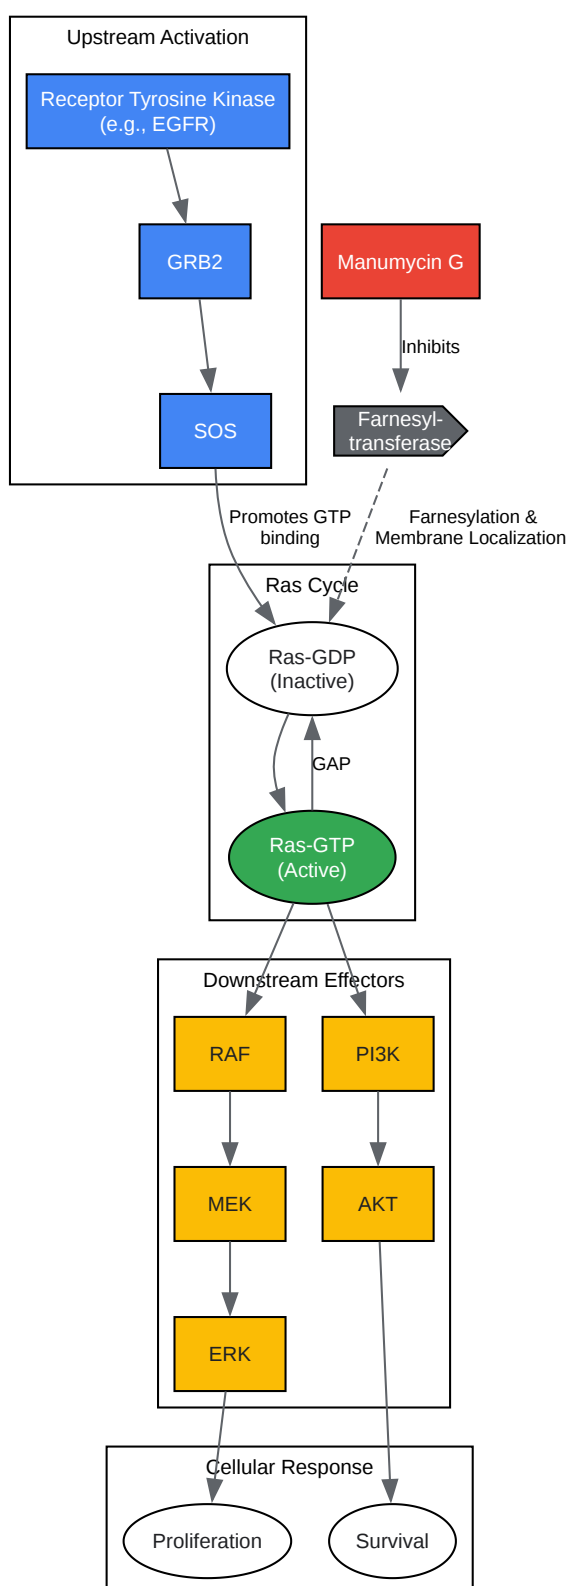 Upstream Activation
Receptor Tyrosine Kinase
(e.g., EGFR)
GRB2
Manumycin G
Inhibits
SOS
Farnesyl-
transferase
Promotes GTP
binding
Farnesylation &
Membrane Localization
Ras Cycle
Ras-GDP
(Inactive)
GAP
Ras-GTP
(Active)
Downstream Effectors
RAF
PI3K
MEK
AKT
ERK
Cellular Response
Proliferation
Survival